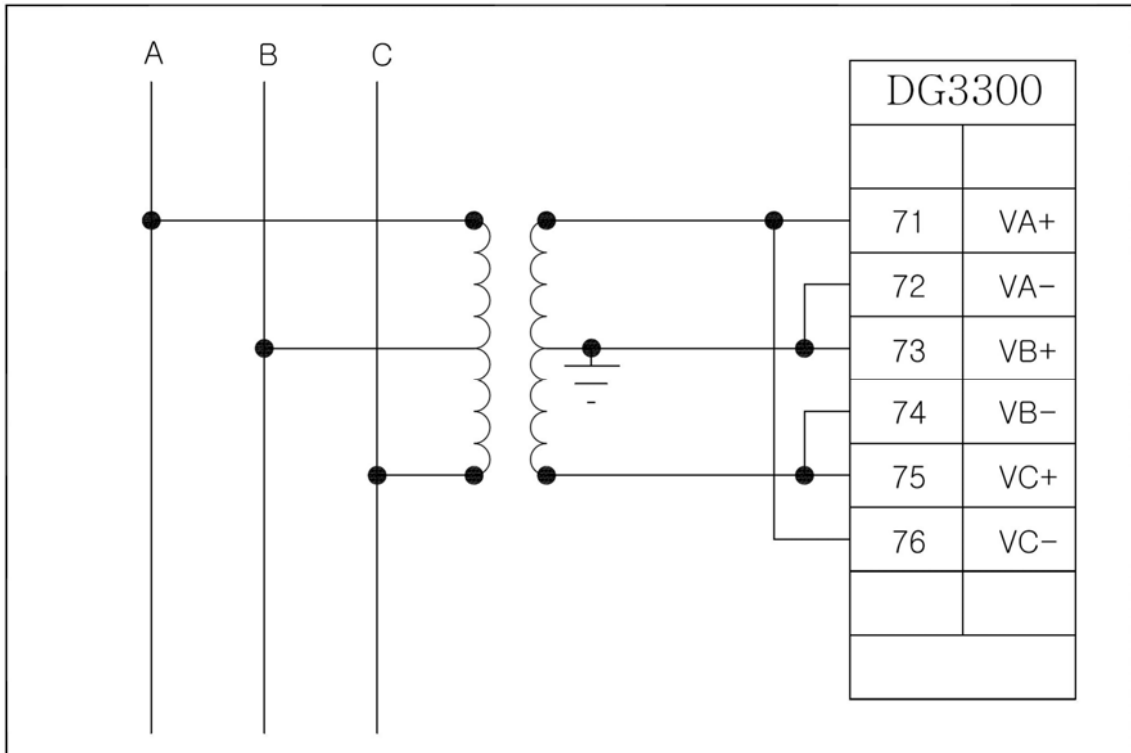 A B C
DG3300
71 VA+
72 VA-
73 VB+
74 VB-
75 VC+
76 VC-